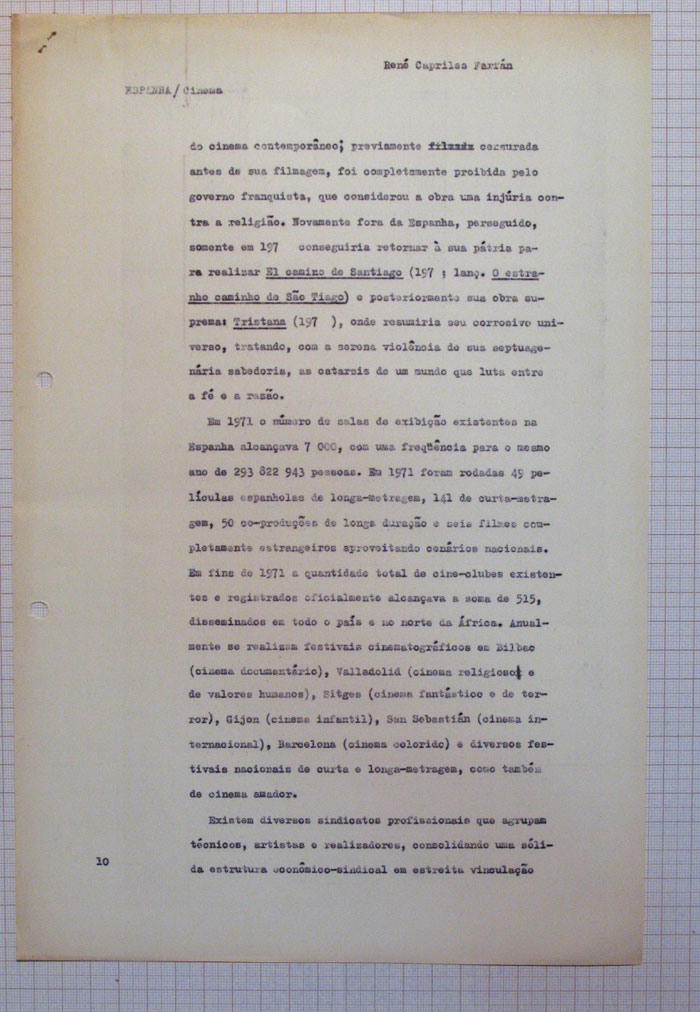 René Capriles Farfán
ESPANHA/Cinema
do cinema contemporâneo; previamente censurada
antes de sua filmagem, foi completamente proibida pelo
governo franquista, que considerou a obra uma injúria con-
tra a religião. Novamente fora da Espanha, perseguido,
somente em 197   conseguiria retornar à sua pátria pa-
ra realizar El camino de Santiago (197 ; lanç. O estra-
nho caminho de São Tiago) e posteriormente sua obra su-
prema: Tristana (197  ), onde resumiria seu corrosivo uni-
verso, tratando, com a serena violência de sua septuage-
nária sabedoria, as catarsis de um mundo que luta entre
a fé e a razão.
Em 1971 o número de salas de exibição existentes na
Espanha alcançava 7 000, com uma freqüência para o mesmo
ano de 293 822 943 pessoas. Em 1971 foram rodadas 49 pe-
lículas espanholas de longa-metragem, 141 de curta-metra-
gem, 50 co-produções de longa duração e seis filmes com-
pletamente estrangeiros aproveitando cenários nacionais.
Em fins de 1971 a quantidade total de cine-clubes existen-
tes e registrados oficialmente alcançava a soma de 515,
disseminados em todo o país e no norte da África. Anual-
mente se realizam festivais cinematográficos em Bilbao
(cinema documentário), Valladolid (cinema religioso e
de valores humanos), Sitges (cinema fantástico e de ter-
ror), Gijon (cinema infantil), San Sebastián (cinema in-
ternacional), Barcelona (cinema colorido) e diversos fes-
tivais nacionais de curta e longa-metragem, como também
de cinema amador.
Existem diversos sindicatos profissionais que agrupam
técnicos, artistas e realizadores, consolidando uma sóli-
da estrutura econômico-sindical em estreita vinculação
10